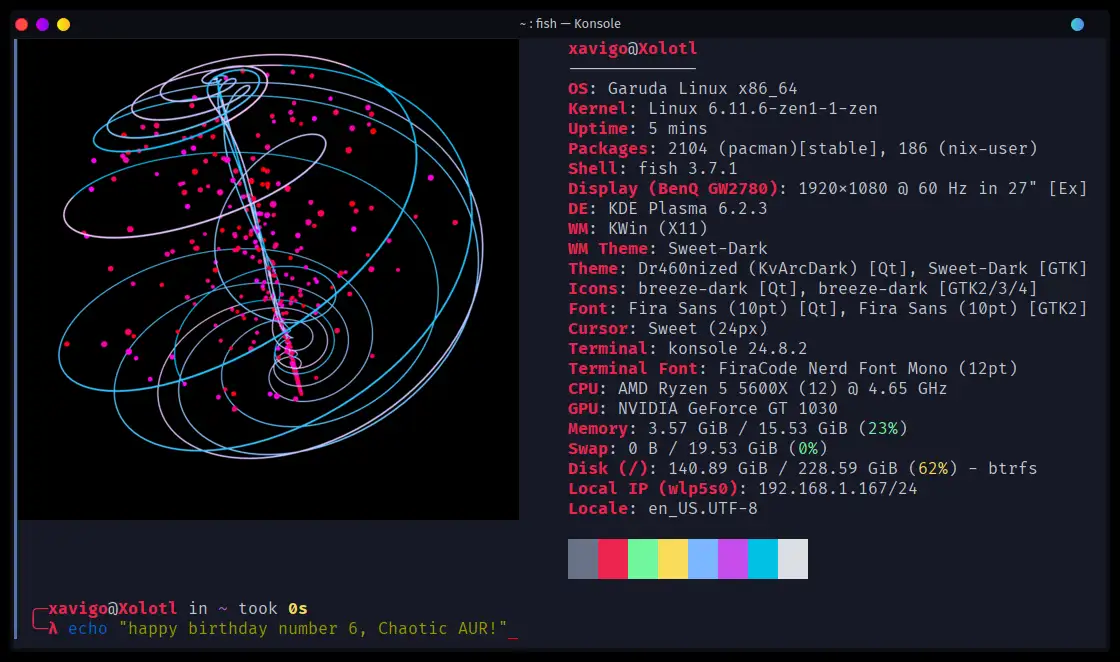 ~ : fish — Konsole
xavigo@Xolotl
OS: Garuda Linux x86_64
Kernel: Linux 6.11.6-zen1-1-zen
Uptime: 5 mins
Packages: 2104 (pacman)[stable], 186 (nix-user)
Shell: fish 3.7.1
Display (BenQ GW2780): 1920×1080 @ 60 Hz in 27" [Ex]
DE: KDE Plasma 6.2.3
WM: KWin (X11)
WM Theme: Sweet-Dark
Theme: Dr460nized (KvArcDark) [Qt], Sweet-Dark [GTK]
Icons: breeze-dark [Qt], breeze-dark [GTK2/3/4]
Font: Fira Sans (10pt) [Qt], Fira Sans (10pt) [GTK2]
Cursor: Sweet (24px)
Terminal: konsole 24.8.2
Terminal Font: FiraCode Nerd Font Mono (12pt)
CPU: AMD Ryzen 5 5600X (12) @ 4.65 GHz
GPU: NVIDIA GeForce GT 1030
Memory: 3.57 GiB / 15.53 GiB (23%)
Swap: 0 B / 19.53 GiB (0%)
Disk (/): 140.89 GiB / 228.59 GiB (62%) - btrfs
Local IP (wlp5s0): 192.168.1.167/24
Locale: en_US.UTF-8
╭─xavigo@Xolotl in ~ took 0s
╰─λ echo "happy birthday number 6, Chaotic AUR!"_